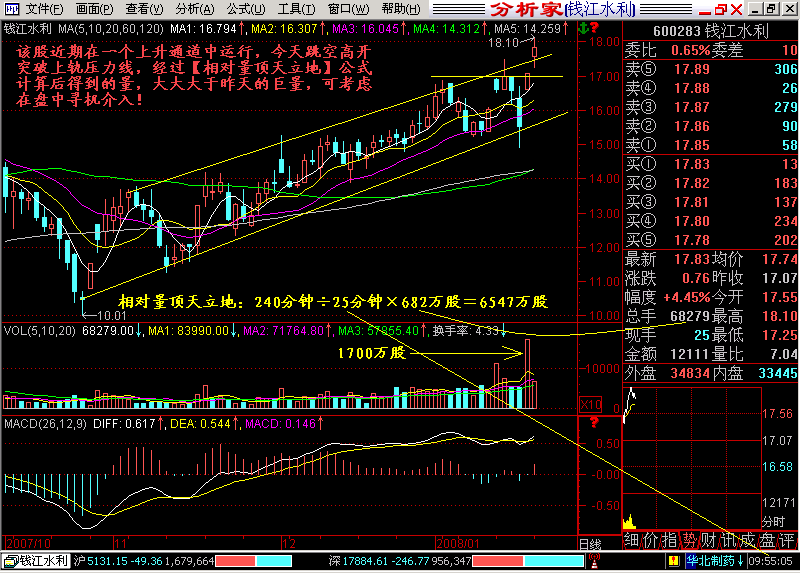 文件(F) 画面(P) 查看(V) 分析(A) 公式(U) 工具(T) 窗口(W) 帮助(H) 分析家 [钱江水利]
钱江水利 MA(5,10,20,60,120) MA1: 16.794↑, MA2: 16.307↑, MA3: 16.045↑, MA4: 14.312↑, MA5: 14.259↑
600283 钱江水利
18.10
18.00
该股近期在一个上升通道中运行，今天跳空高开
突破上轨压力线，经过【相对量顶天立地】公式
计算后得到的量，大大大于昨天的巨量，可考虑
在盘中寻机介入！
17.00
16.00
15.00
14.00
13.00
12.00
11.00
10.00
10.01
相对量顶天立地：240分钟÷25分钟×682万股＝6547万股
VOL(5,10,20) 68279.00↓, MA1: 83990.00↓, MA2: 71764.80↑, MA3: 57855.40↑, 换手率: 4.33↓
1700万股
10000
X10
0
MACD(26,12,9) DIFF: 0.617↑, DEA: 0.544↑, MACD: 0.146↑
?
0.50
-0.00
-0.50
2007/10 11 12 2008/01 日线
委比 0.65% 委差 10
卖⑤ 17.89 306
卖④ 17.88 26
卖③ 17.87 279
卖② 17.86 90
卖① 17.85 58
买① 17.83 13
买② 17.82 183
买③ 17.81 137
买④ 17.80 234
买⑤ 17.78 202
最新 17.83 均价 17.74
涨跌 0.76 昨收 17.07
幅度 +4.45% 今开 17.55
总手 68279 最高 18.10
现手 25 最低 17.25
金额 12111 量比 7.04
外盘 34834 内盘 33445
17.56
17.07
16.58
12171
分时
细 价 指 势 财 讯 成 盘 评
钱江水利 沪5131.15 -49.36 1,679,664 深17884.61 -246.77 956,347 华北制药↓ 09:55:05